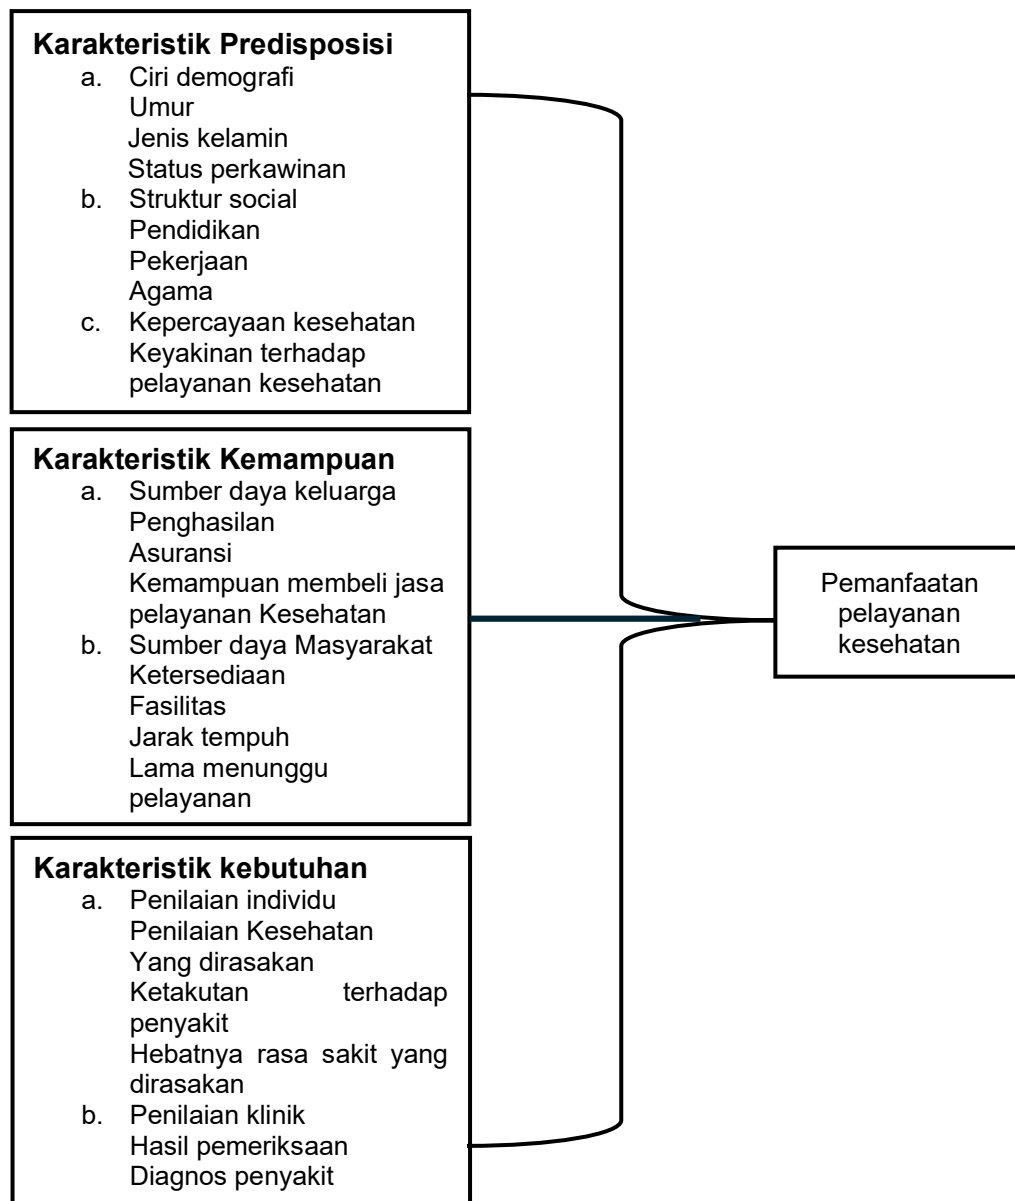 Karakteristik Predisposisi
a. Ciri demografi
Umur
Jenis kelamin
Status perkawinan
b. Struktur social
Pendidikan
Pekerjaan
Agama
c. Kepercayaan kesehatan
Keyakinan terhadap
pelayanan kesehatan
Karakteristik Kemampuan
a. Sumber daya keluarga
Penghasilan
Asuransi
Kemampuan membeli jasa
pelayanan Kesehatan
b. Sumber daya Masyarakat
Ketersediaan
Fasilitas
Jarak tempuh
Lama menunggu
pelayanan
Karakteristik kebutuhan
a. Penilaian individu
Penilaian Kesehatan
Yang dirasakan
Ketakutan terhadap
penyakit
Hebatnya rasa sakit yang
dirasakan
b. Penilaian klinik
Hasil pemeriksaan
Diagnos penyakit
Pemanfaatan
pelayanan
kesehatan